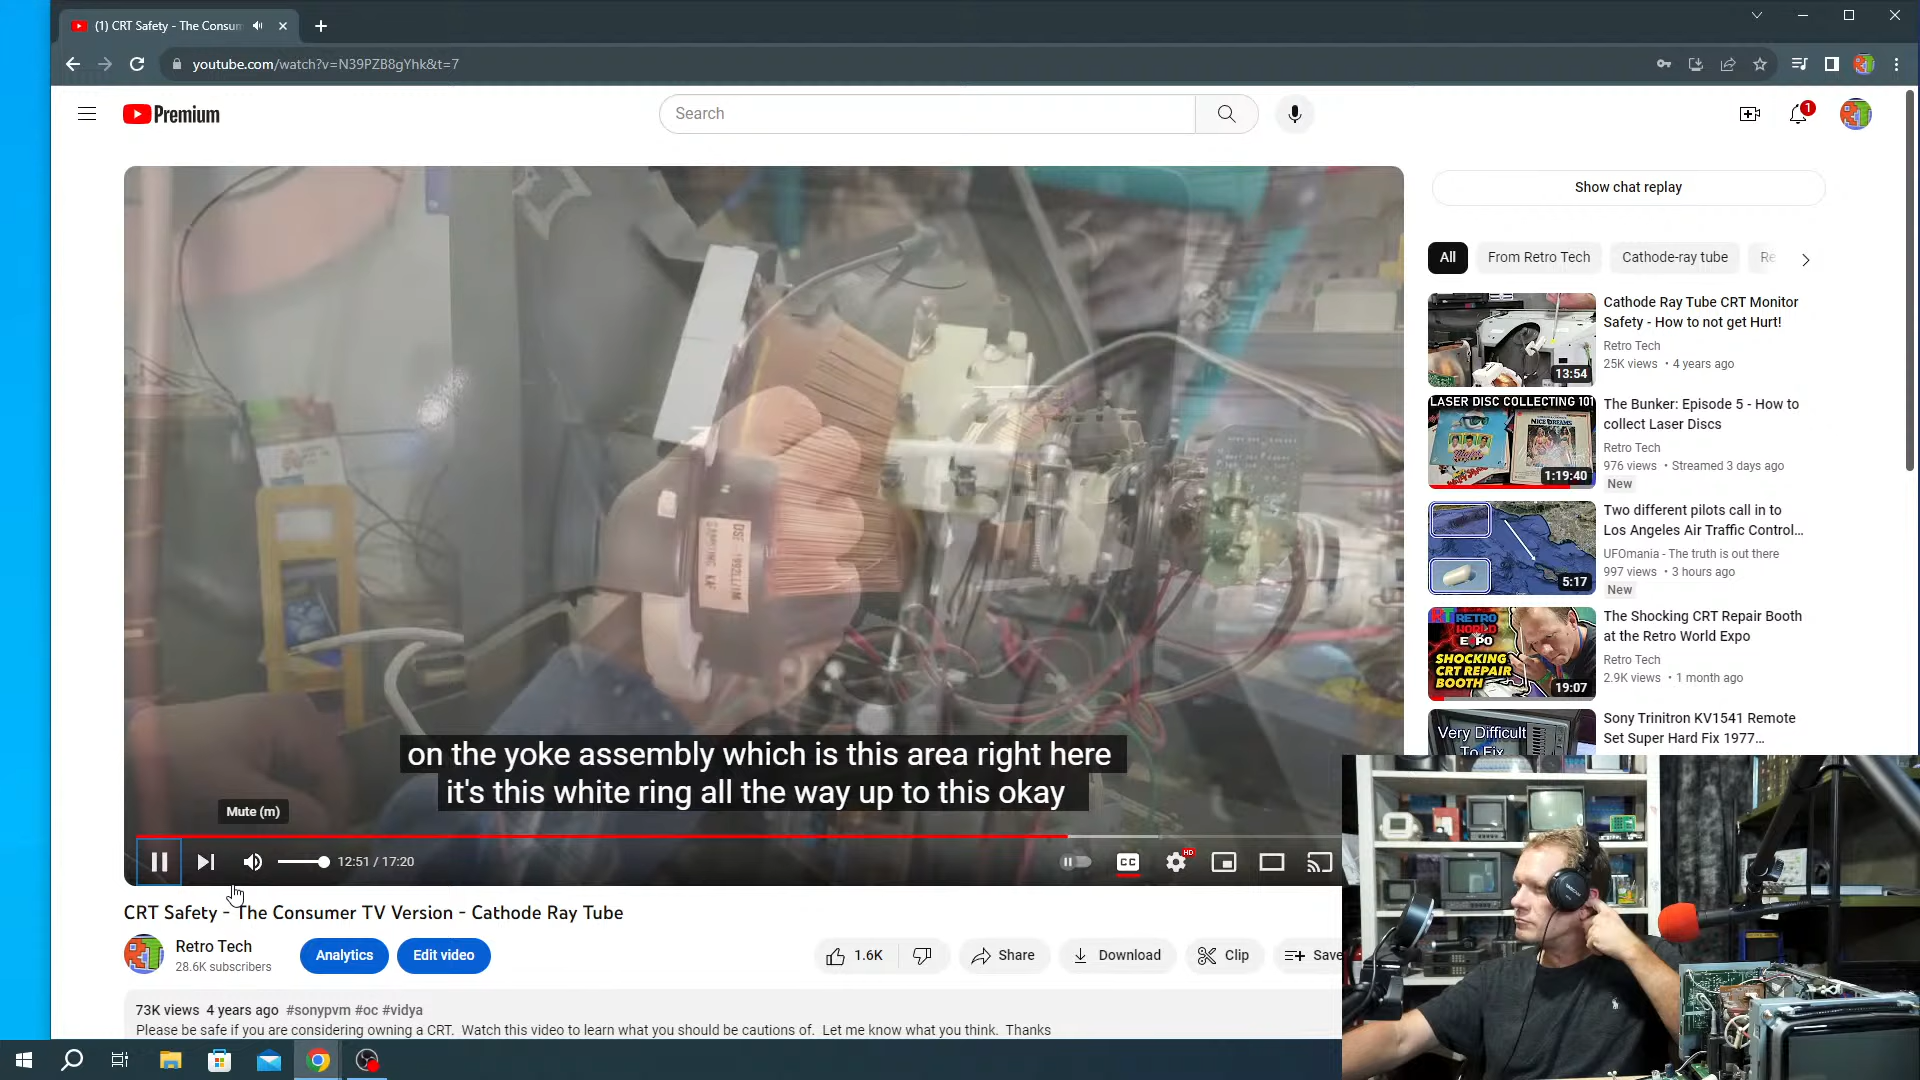 (1) CRT Safety - The Consum
youtube.com/watch?v=N39PZB8gYhk&t=7
Premium
Search
1
Show chat replay
All
From Retro Tech
Cathode-ray tube
Re
Cathode Ray Tube CRT Monitor
Safety - How to not get Hurt!
Retro Tech
25K views • 4 years ago
13:54
LASER DISC COLLECTING 101
NICE DREAMS
1:19:40
The Bunker: Episode 5 - How to
collect Laser Discs
Retro Tech
976 views • Streamed 3 days ago
New
5:17
Two different pilots call in to
Los Angeles Air Traffic Control...
UFOmania - The truth is out there
997 views • 3 hours ago
New
RETRO
WORLD
EXPO
SHOCKING
CRT REPAIR
BOOTH
19:07
The Shocking CRT Repair Booth
at the Retro World Expo
Retro Tech
2.9K views • 1 month ago
Very Difficult
To Fix
Sony Trinitron KV1541 Remote
Set Super Hard Fix 1977...
on the yoke assembly which is this area right here
it's this white ring all the way up to this okay
Mute (m)
12:51 / 17:20
CC
HD
CRT Safety - The Consumer TV Version - Cathode Ray Tube
Retro Tech
28.6K subscribers
Analytics
Edit video
1.6K
Share
Download
Clip
Save
73K views 4 years ago #sonypvm #oc #vidya
Please be safe if you are considering owning a CRT. Watch this video to learn what you should be cautions of. Let me know what you think. Thanks